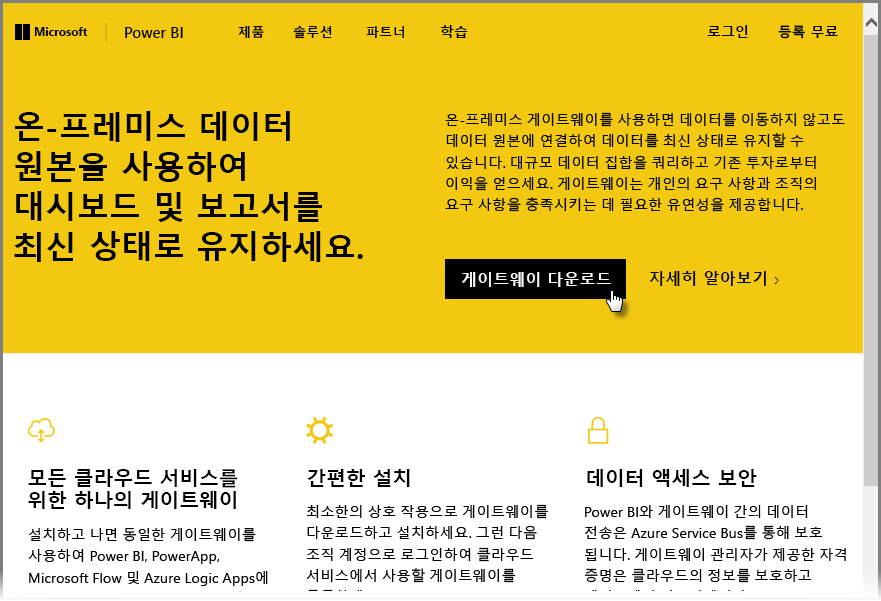 Microsoft Power BI 제품 솔루션 파트너 학습 로그인 등록 무료
온-프레미스 데이터
원본을 사용하여
대시보드 및 보고서를
최신 상태로 유지하세요.
온-프레미스 게이트웨이를 사용하면 데이터를 이동하지 않고도
데이터 원본에 연결하여 데이터를 최신 상태로 유지할 수
있습니다. 대규모 데이터 집합을 쿼리하고 기존 투자로부터
이익을 얻으세요. 게이트웨이는 개인의 요구 사항과 조직의
요구 사항을 충족시키는 데 필요한 유연성을 제공합니다.
게이트웨이 다운로드 자세히 알아보기 ›
모든 클라우드 서비스를
위한 하나의 게이트웨이
설치하고 나면 동일한 게이트웨이를
사용하여 Power BI, PowerApp,
Microsoft Flow 및 Azure Logic Apps에
간편한 설치
최소한의 상호 작용으로 게이트웨이를
다운로드하고 설치하세요. 그런 다음
조직 계정으로 로그인하여 클라우드
서비스에서 사용할 게이트웨이를
데이터 액세스 보안
Power BI와 게이트웨이 간의 데이터
전송은 Azure Service Bus를 통해 보호
됩니다. 게이트웨이 관리자가 제공한 자격
증명은 클라우드의 정보를 보호하고